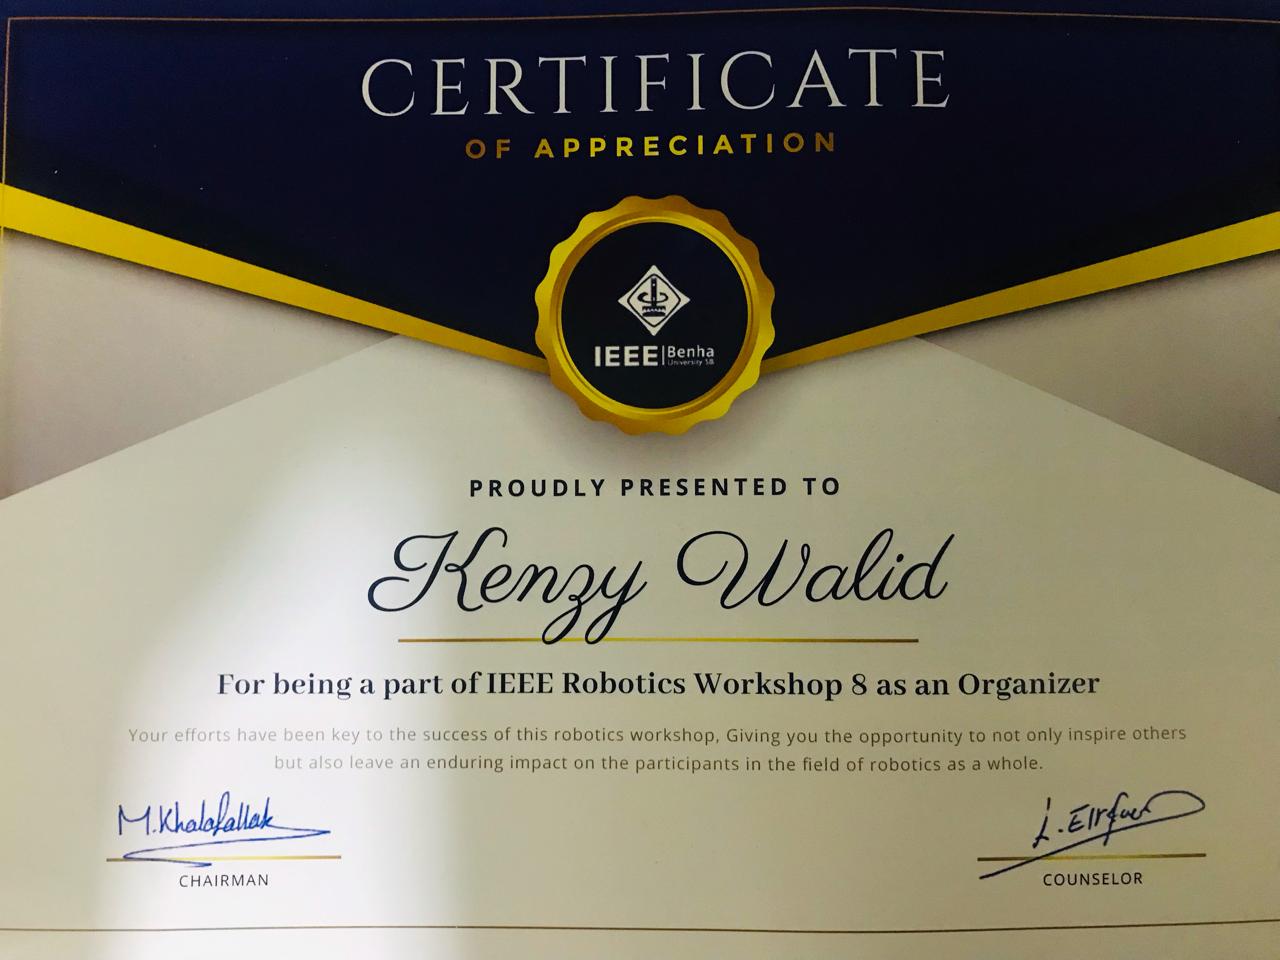 CERTIFICATE
OF APPRECIATION
IEEE Benha
University SB
PROUDLY PRESENTED TO
Kenzy Walid
For being a part of IEEE Robotics Workshop 8 as an Organizer
Your efforts have been key to the success of this robotics workshop, Giving you the opportunity to not only inspire others
but also leave an enduring impact on the participants in the field of robotics as a whole.
M.Khalafallah
CHAIRMAN
COUNSELOR